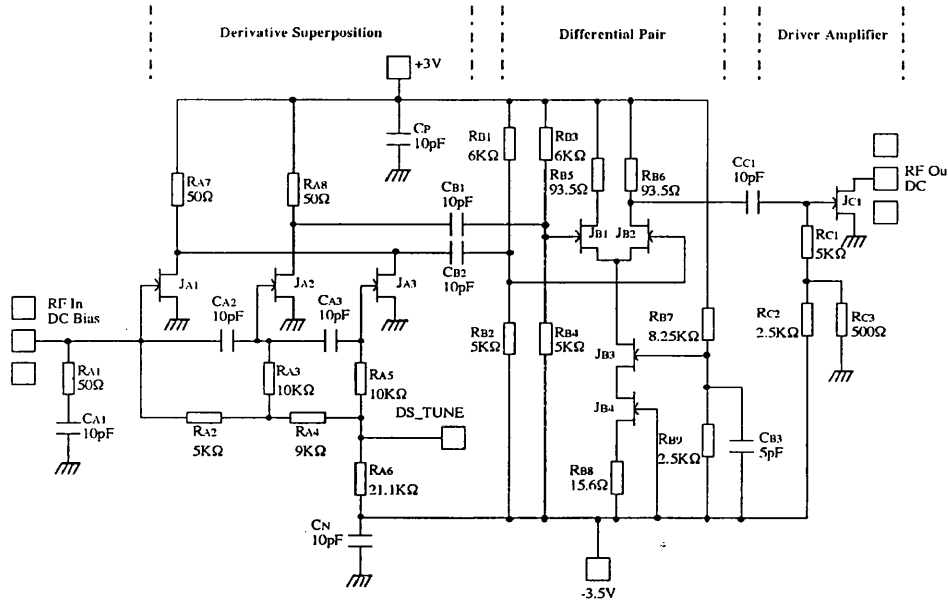 Derivative Superposition
Differential Pair
Driver Amplifier
+3V
CP
10pF
RA7
50Ω
RA8
50Ω
CB1
10pF
CB2
10pF
RB1
6KΩ
RB3
6KΩ
RB5
93.5Ω
RB6
93.5Ω
CC1
10pF
RF Ou
DC
JC1
RC1
5KΩ
JB1
JB2
JA1
JA2
JA3
RF In
DC Bias
CA2
10pF
CA3
10pF
RB2
5KΩ
RB4
5KΩ
RB7
8.25KΩ
RC2
2.5KΩ
RC3
500Ω
RA1
50Ω
RA3
10KΩ
RA5
10KΩ
JB3
JB4
CA1
10pF
RA2
5KΩ
RA4
9KΩ
DS_TUNE
RB9
2.5KΩ
CB3
5pF
RA6
21.1KΩ
RB8
15.6Ω
CN
10pF
-3.5V